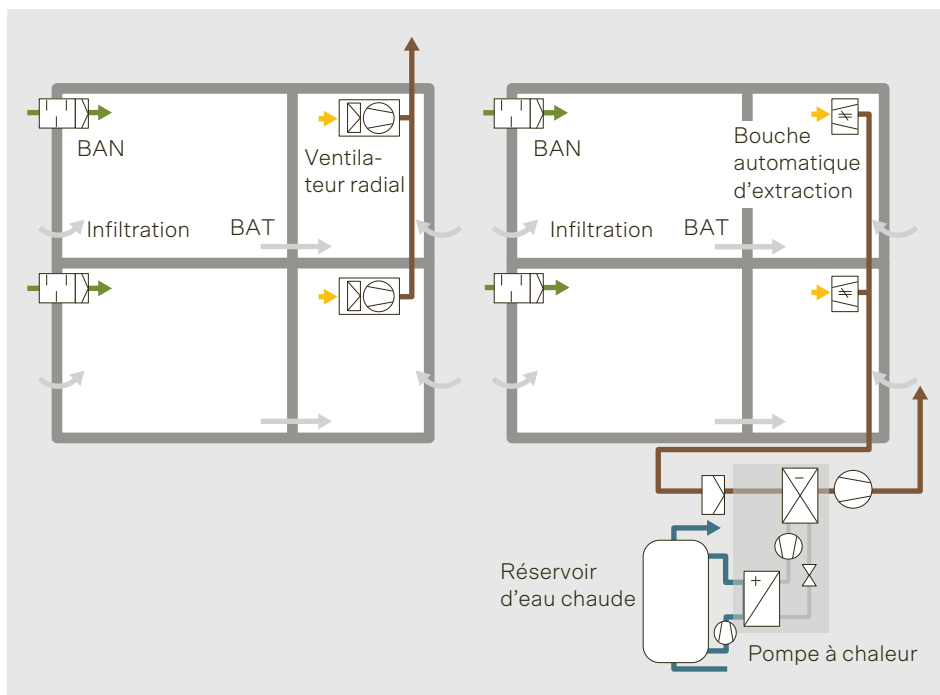 BAN
Ventila-
teur radial
Infiltration
BAT
BAN
Bouche
automatique
d'extraction
Infiltration
BAT
Réservoir
d'eau chaude
Pompe à chaleur